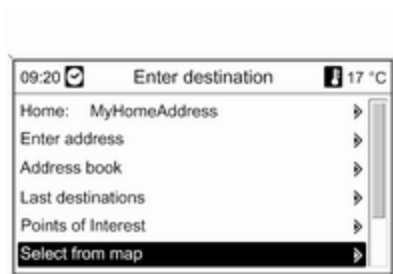 09:20 Enter destination 17 °C
Home: MyHomeAddress
Enter address
Address book
Last destinations
Points of Interest
Select from map